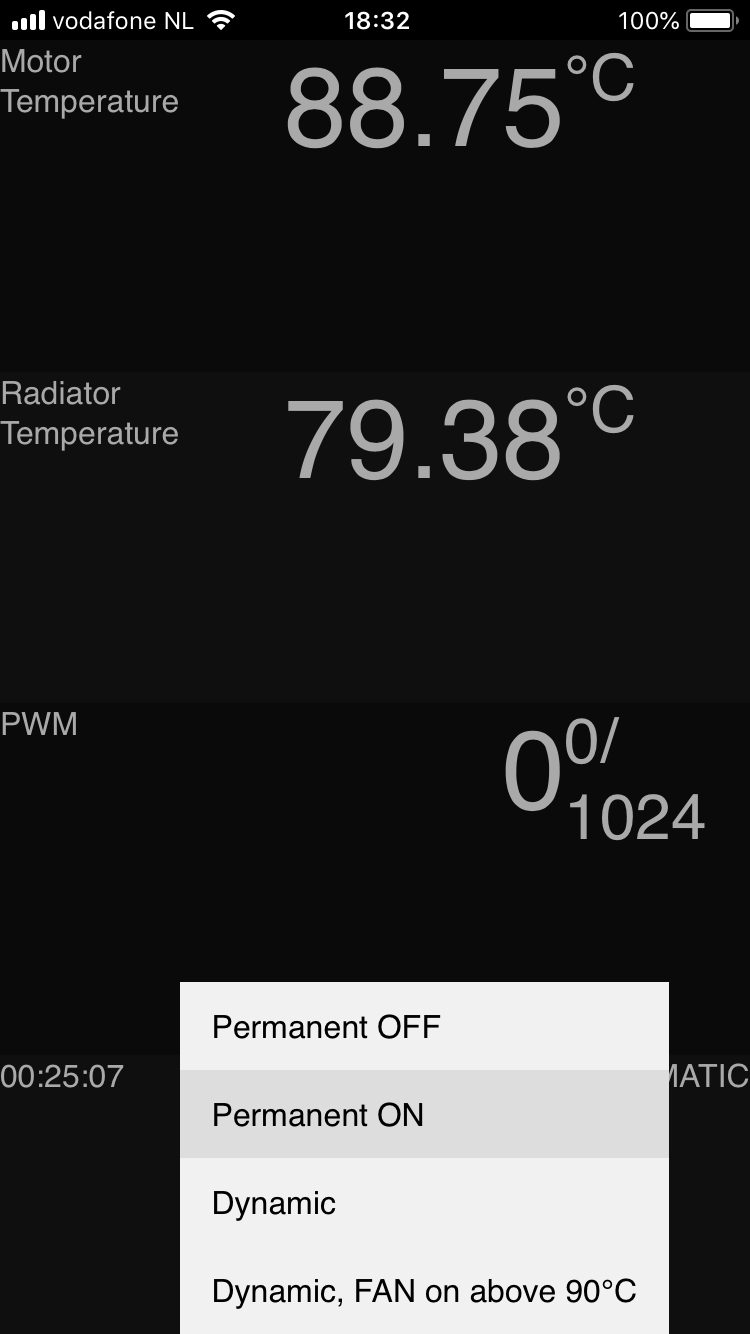 vodafone NL 18:32 100%
Motor
Temperature
88.75°C
Radiator
Temperature
79.38°C
PWM
0 0/
1024
Permanent OFF
00:25:07
MATIC
Permanent ON
Dynamic
Dynamic, FAN on above 90°C